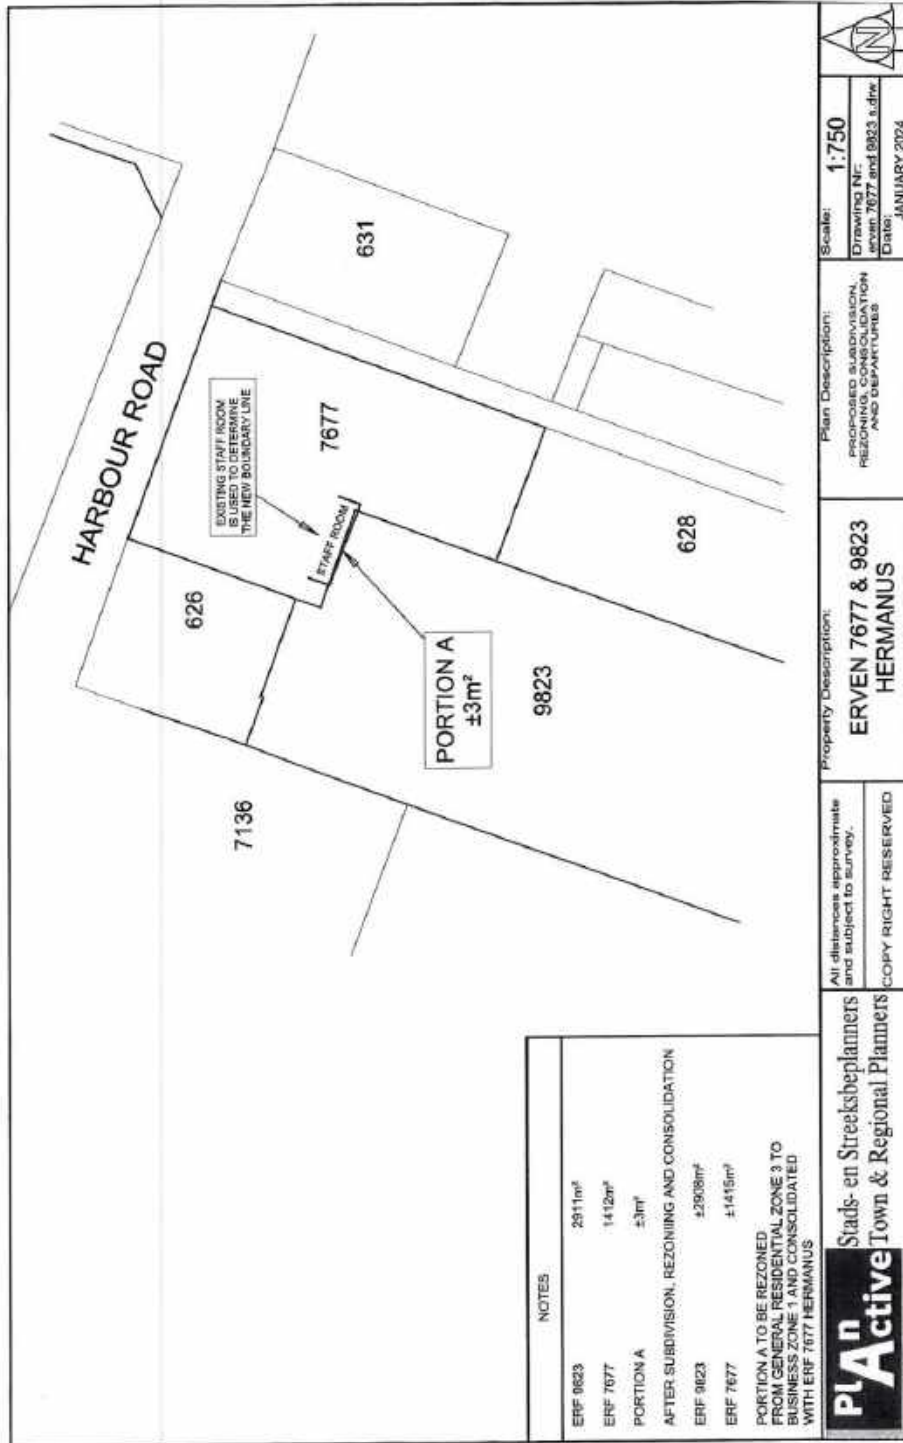 HARBOUR ROAD
631
EXISTING STAFF ROOM
IS USED TO DETERMINE
THE NEW BOUNDARY LINE
7677
626
STAFF ROOM
628
PORTION A
±3m²
9823
7136
NOTES
ERF 9823 2911m²
ERF 7677 1412m²
PORTION A ±3m²
AFTER SUBDIVISION, REZONING AND CONSOLIDATION
ERF 9823 ±2908m²
ERF 7677 ±1415m²
PORTION A TO BE REZONED
FROM GENERAL RESIDENTIAL ZONE 3 TO
BUSINESS ZONE 1 AND CONSOLIDATED
WITH ERF 7677 HERMANUS
PLAn
Active
Stads- en Streeksbeplanners
Town & Regional Planners
All distances approximate
and subject to survey.
COPY RIGHT RESERVED
Property Description:
ERVEN 7677 & 9823
HERMANUS
Plan Description:
PROPOSED SUBDIVISION,
REZONING, CONSOLIDATION
AND DEPARTURES
Scale: 1:750
Drawing Nr:
erven 7677 and 9823 s.drw
Date: JANUARY 2024
N